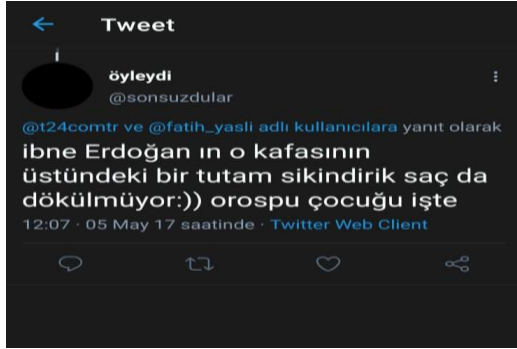 Tweet
öyleydi
@sonsuzdular
@t24comtr ve @fatih_yasli adlı kullanıcılara yanıt olarak
ibne Erdoğan ın o kafasının
üstündeki bir tutam sikindirik saç da
dökülmüyor:)) orospu çocuğu işte
12:07 · 05 May 17 saatinde · Twitter Web Client